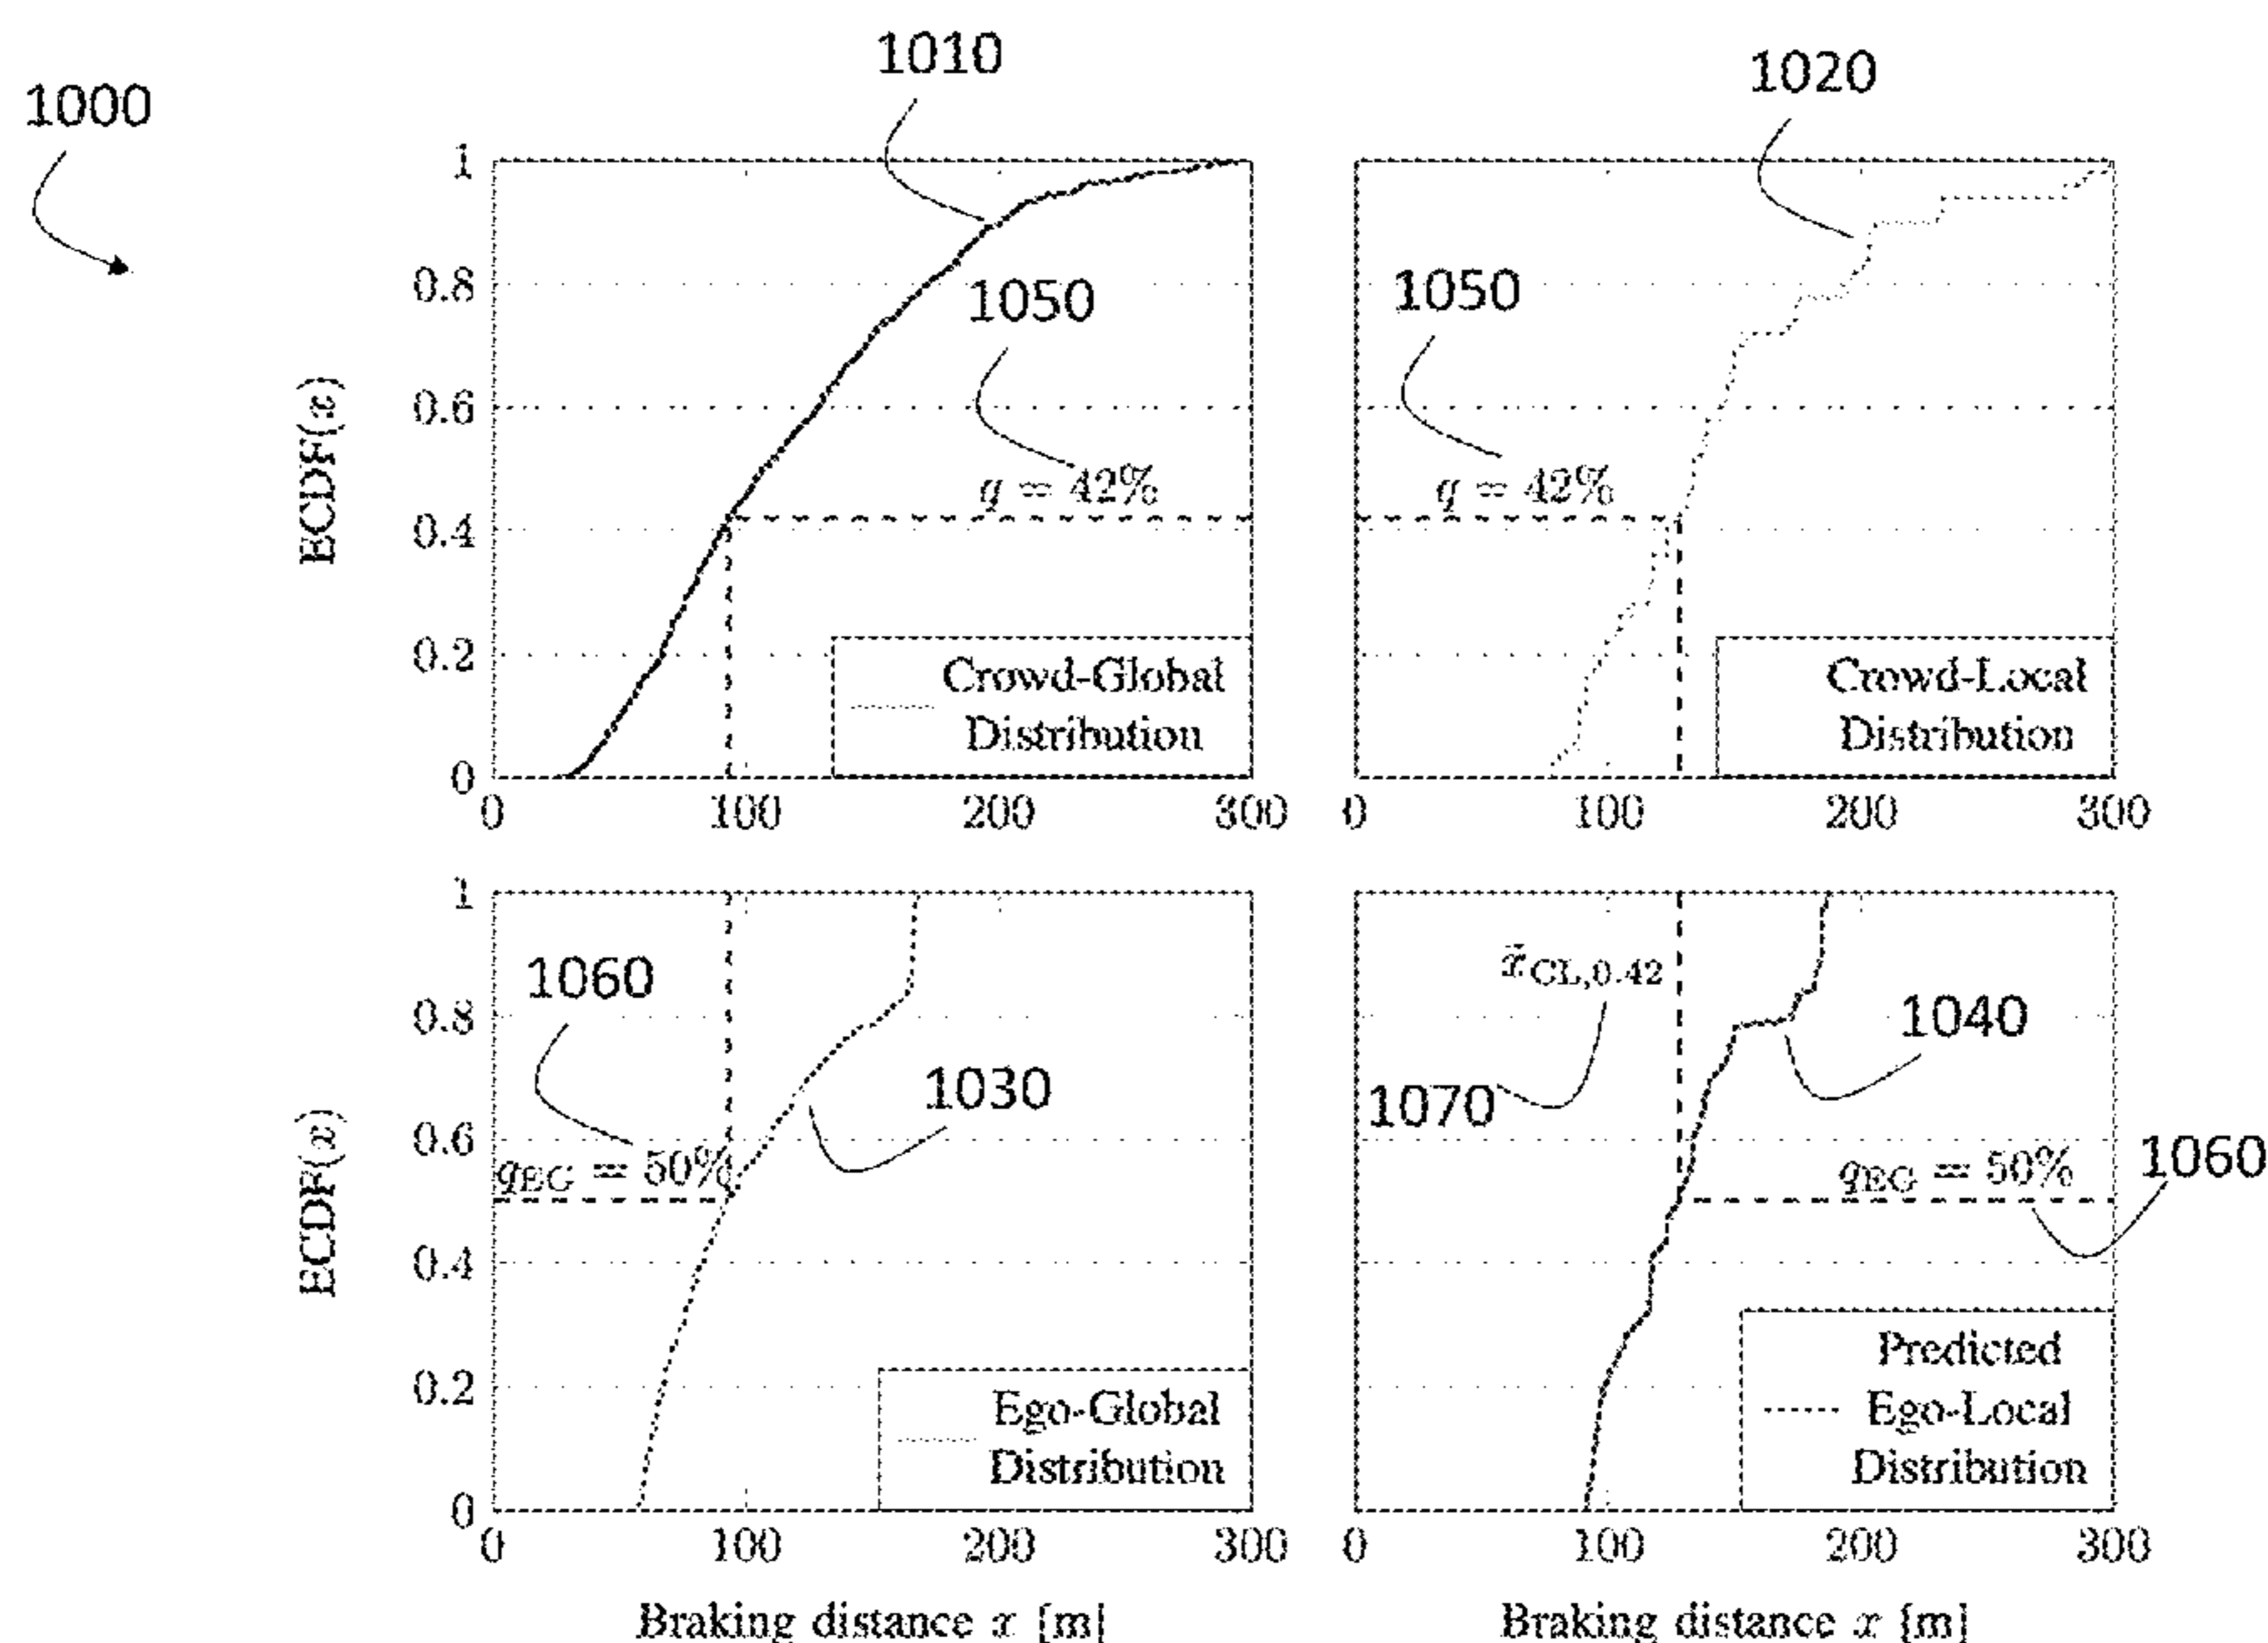 1000
1010
1020
1
0.8
0.6
0.4
0.2
0
ECDF(x)
1050
q = 42%
Crowd-Global
Distribution
0 100 200 300
1050
q = 42%
Crowd-Local
Distribution
0 100 200 300
1
0.8
0.6
0.4
0.2
0
ECDF(x)
1060
q_EG = 50%
1030
Ego-Global
Distribution
0 100 200 300
Braking distance x [m]
x̃_CL,0.42
1070
1040
q_EG = 50%
1060
Predicted
Ego-Local
Distribution
0 100 200 300
Braking distance x [m]